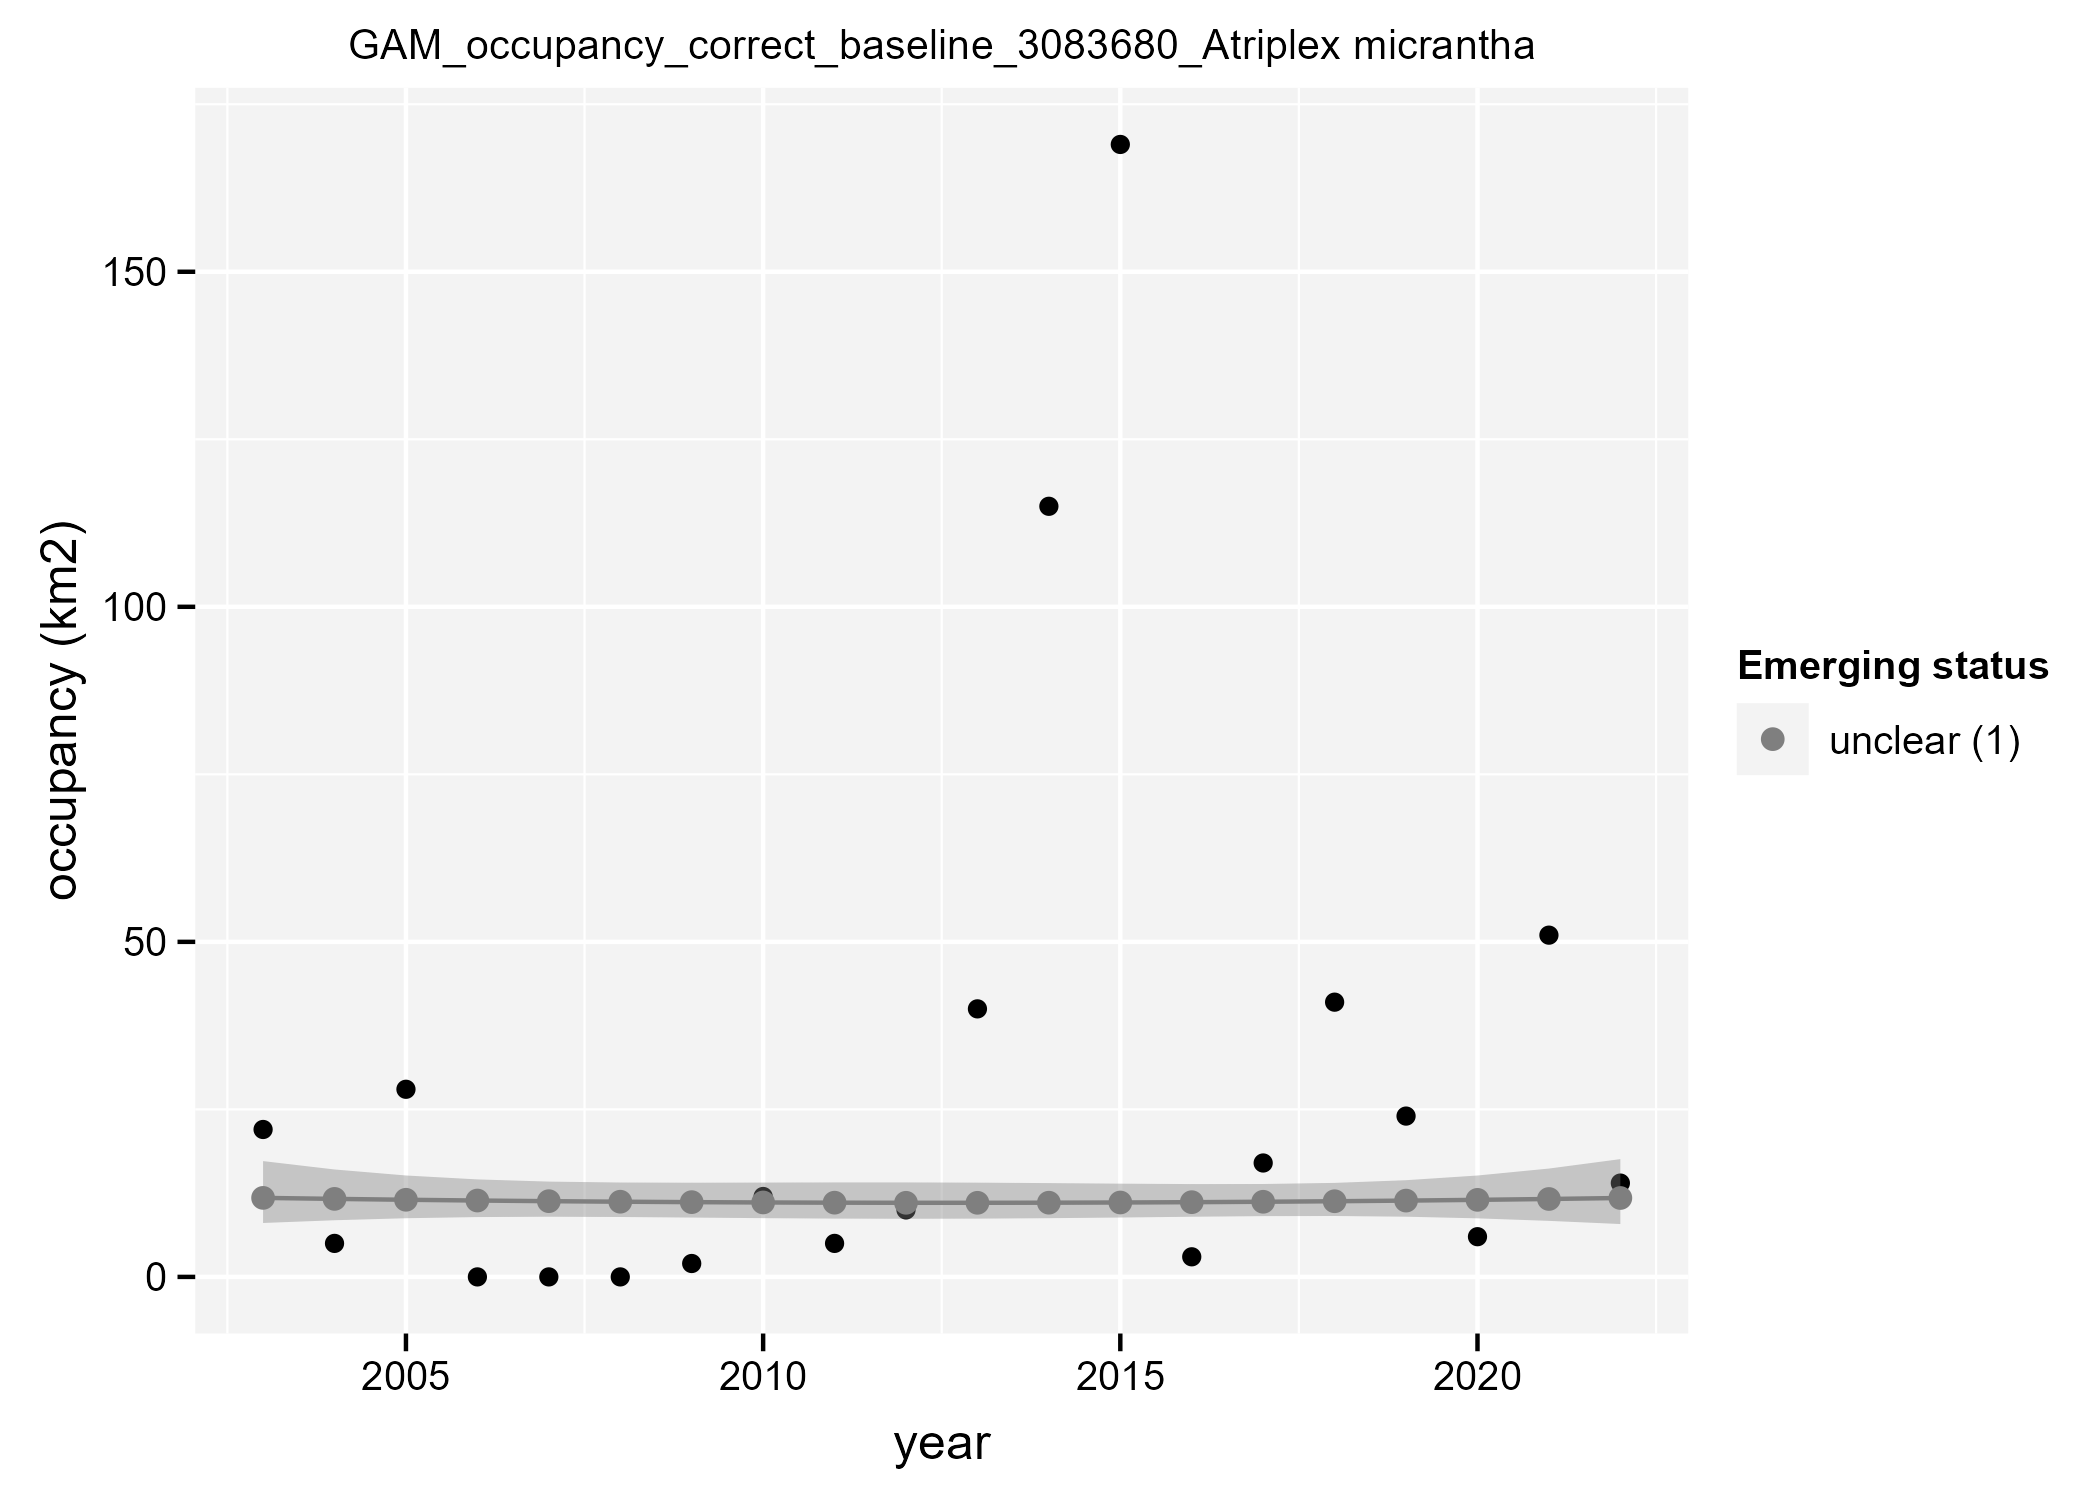 GAM_occupancy_correct_baseline_3083680_Atriplex micrantha
occupancy (km2)
150
100
50
0
2005 2010 2015 2020
year
Emerging status
unclear (1)